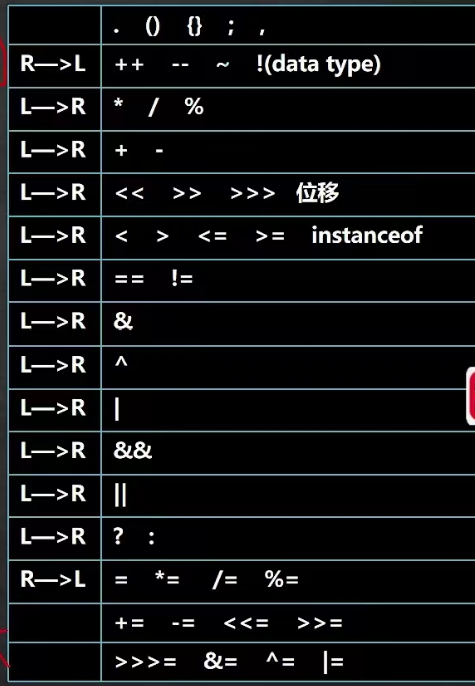 . () {} ; ,
R—>L ++ -- ~ !(data type)
L—>R * / %
L—>R + -
L—>R << >> >>> 位移
L—>R < > <= >= instanceof
L—>R == !=
L—>R &
L—>R ^
L—>R |
L—>R &&
L—>R ||
L—>R ? :
R—>L = *= /= %=
+= -= <<= >>=
>>>= &= ^= |=